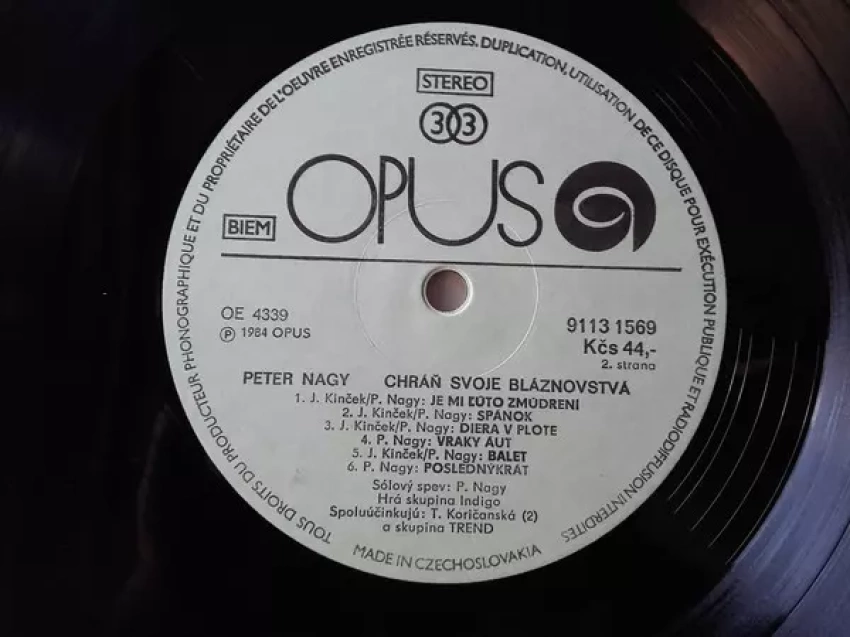 TOUS DROITS DU PRODUCTEUR PHONOGRAPHIQUE ET DU PROPRIÉTAIRE DE L'OEUVRE ENREGISTRÉE RÉSERVÉS. DUPLICATION, UTILISATION DE CE DISQUE POUR EXÉCUTION PUBLIQUE ET RADIODIFFUSION INTERDITES
STEREO
33
OPUS
BIEM
OE 4339
℗ 1984 OPUS
9113 1569
Kčs 44,-
2. strana
PETER NAGY CHRÁŇ SVOJE BLÁZNOVSTVÁ
1. J. Kinček/P. Nagy: JE MI ĽÚTO ZMÚDRENÍ
2. J. Kinček/P. Nagy: SPÁNOK
3. J. Kinček/P. Nagy: DIERA V PLOTE
4. P. Nagy: VRAKY ÁUT
5. J. Kinček/P. Nagy: BALET
6. P. Nagy: POSLEDNÝKRÁT
Sólový spev: P. Nagy
Hrá skupina Indigo
Spoluúčinkujú: T. Koričanská (2)
a skupina TREND
MADE IN CZECHOSLOVAKIA